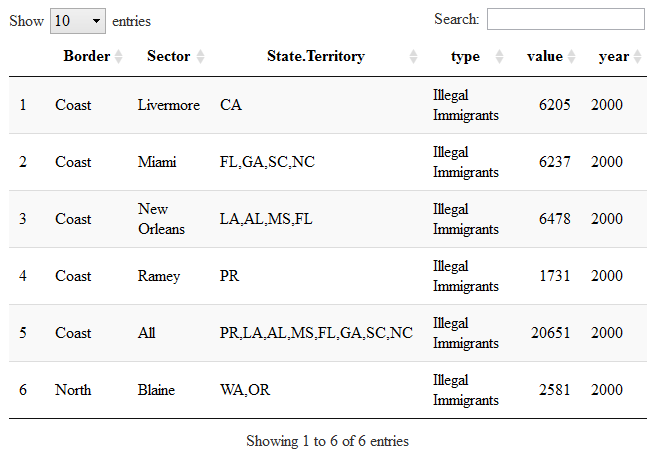 Show 10 entries Search:
Border Sector State.Territory type value year
1 Coast Livermore CA Illegal Immigrants 6205 2000
2 Coast Miami FL,GA,SC,NC Illegal Immigrants 6237 2000
3 Coast New Orleans LA,AL,MS,FL Illegal Immigrants 6478 2000
4 Coast Ramey PR Illegal Immigrants 1731 2000
5 Coast All PR,LA,AL,MS,FL,GA,SC,NC Illegal Immigrants 20651 2000
6 North Blaine WA,OR Illegal Immigrants 2581 2000
Showing 1 to 6 of 6 entries